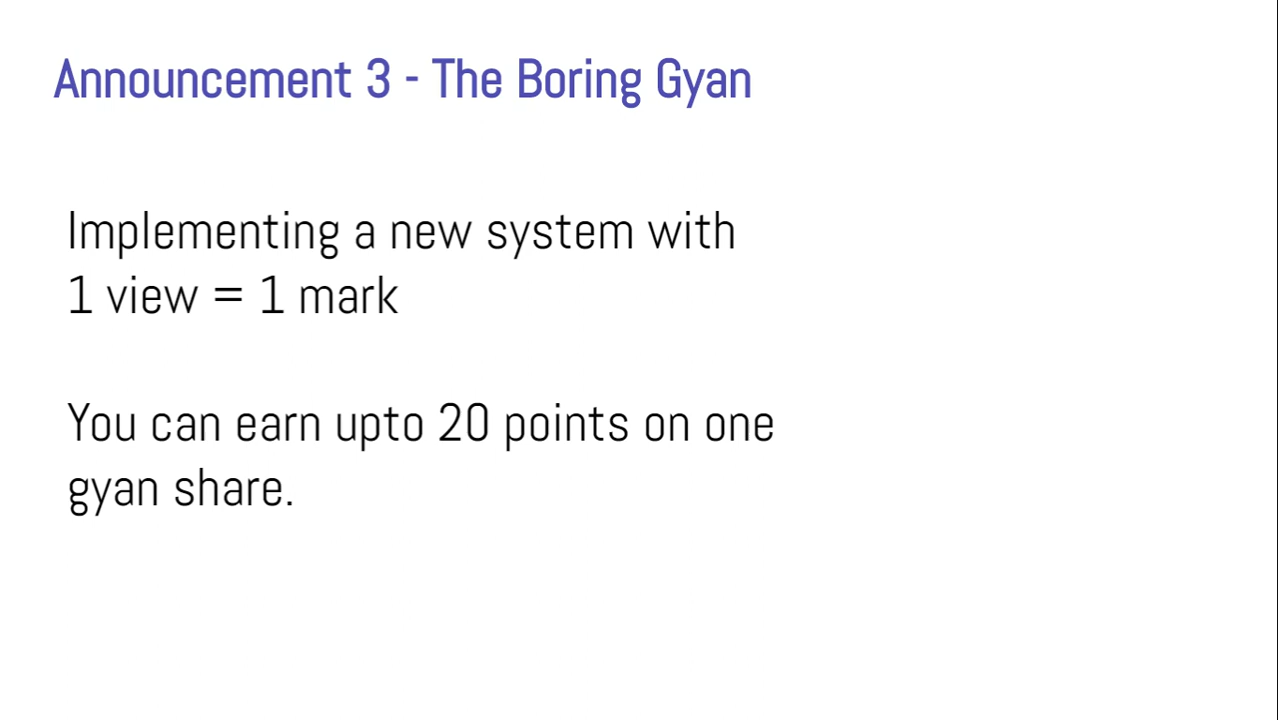 Announcement 3 - The Boring Gyan
Implementing a new system with
1 view = 1 mark
You can earn upto 20 points on one
gyan share.